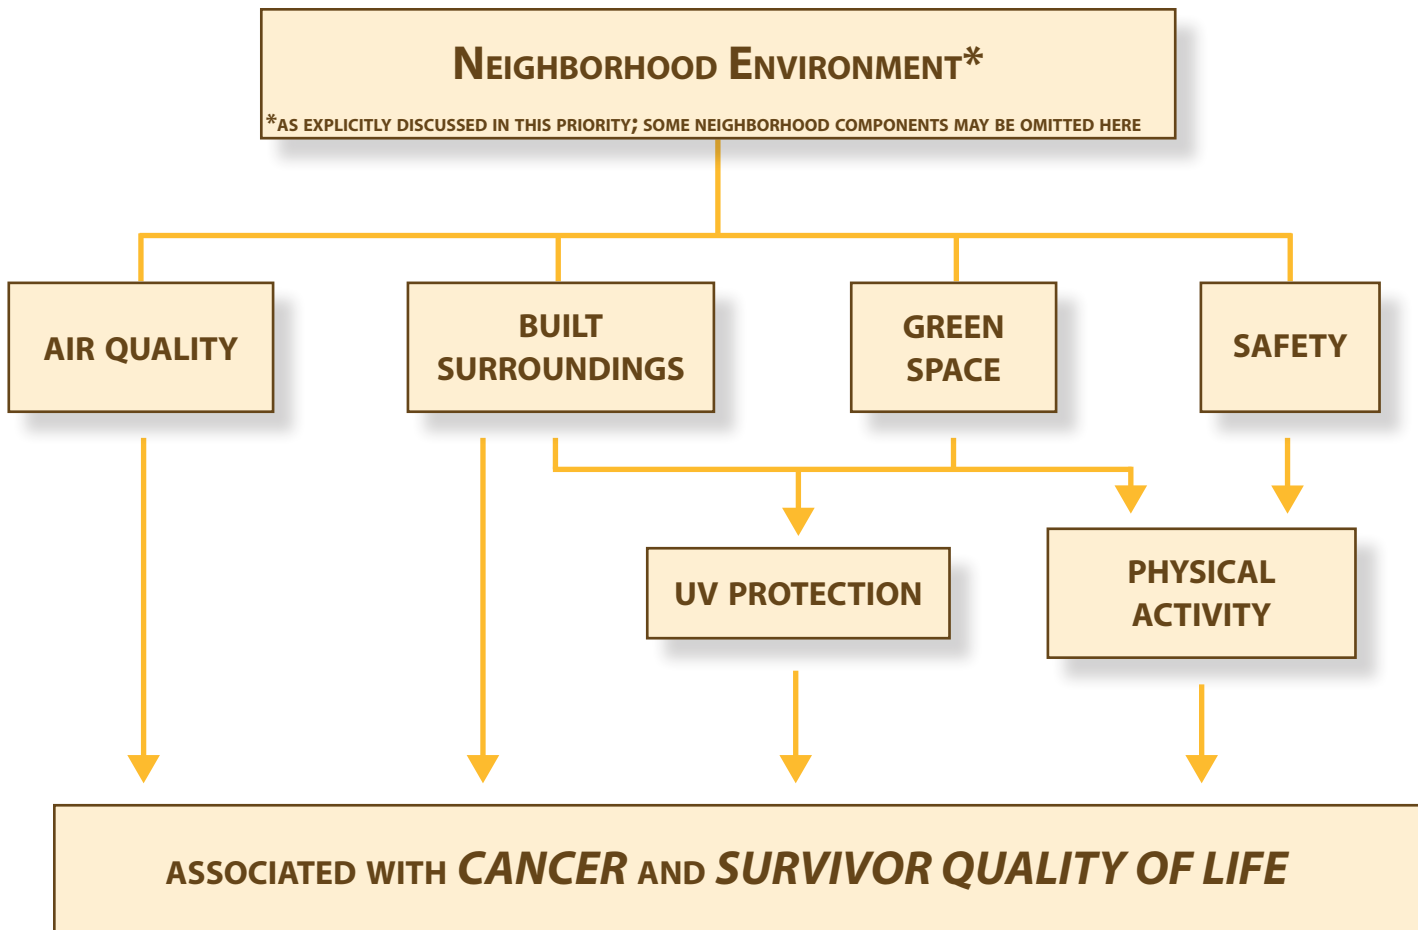 NEIGHBORHOOD ENVIRONMENT*
*AS EXPLICITLY DISCUSSED IN THIS PRIORITY; SOME NEIGHBORHOOD COMPONENTS MAY BE OMITTED HERE
AIR QUALITY
BUILT
SURROUNDINGS
GREEN
SPACE
SAFETY
UV PROTECTION
PHYSICAL
ACTIVITY
ASSOCIATED WITH CANCER AND SURVIVOR QUALITY OF LIFE